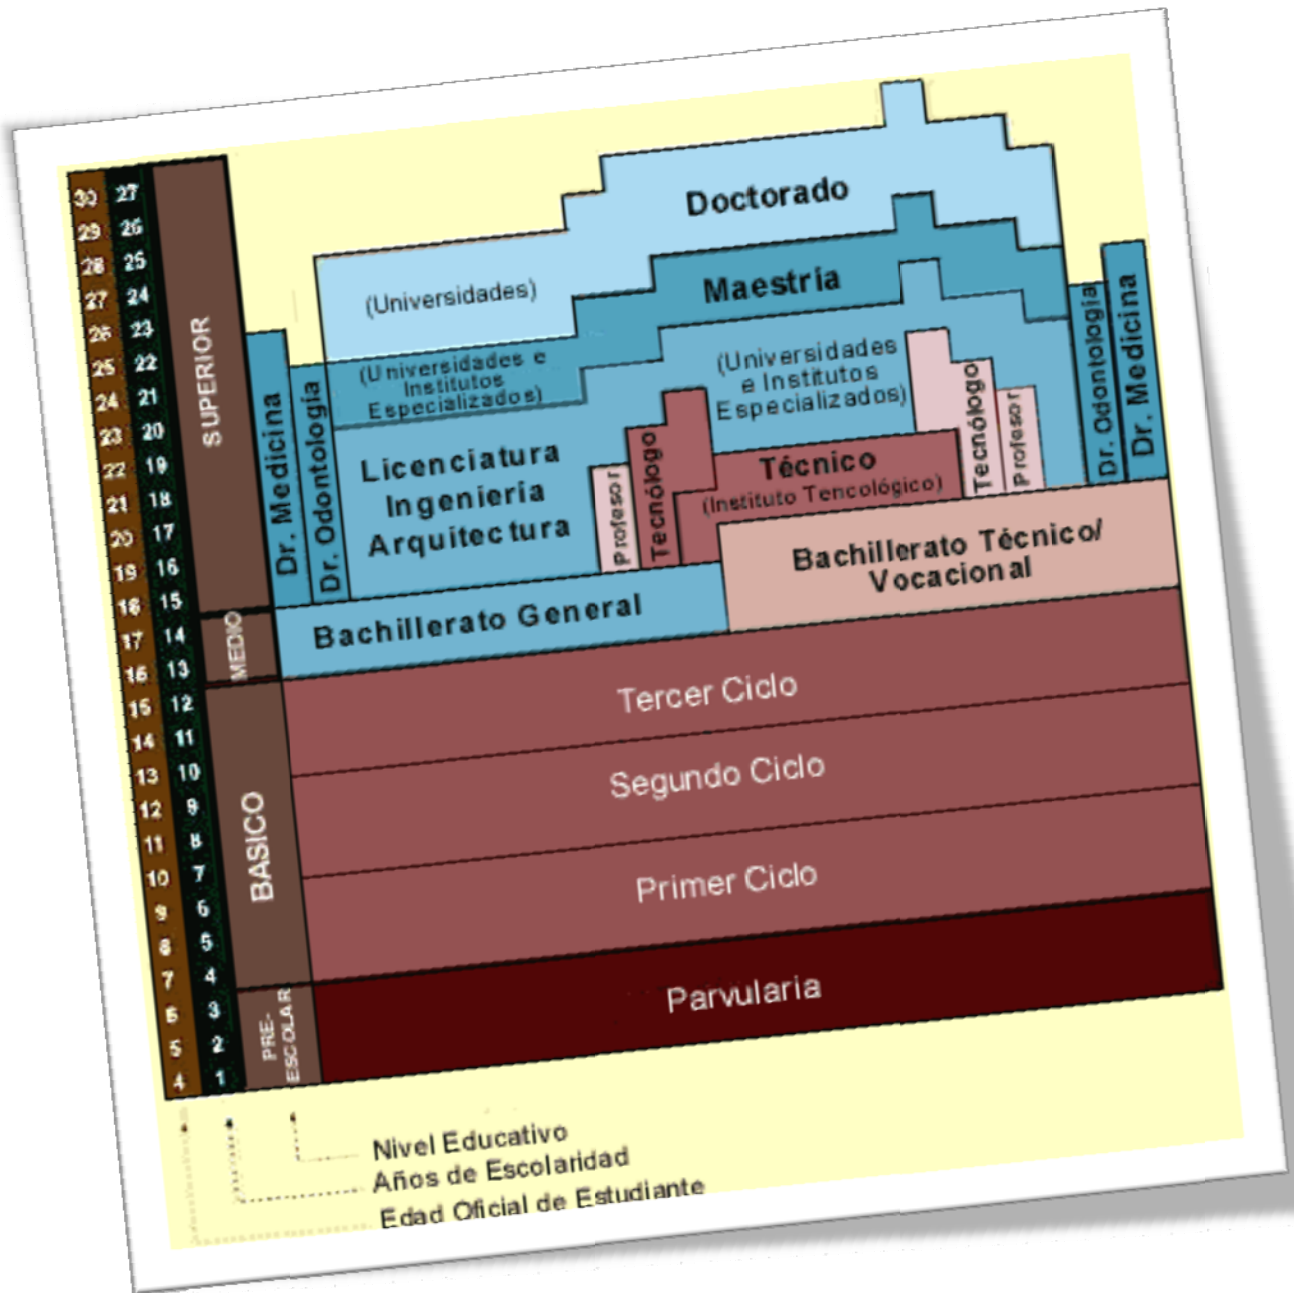 30 27
29 26
28 25
27 24
26 23
25 22
24 21
23 20
22 19
21 18
20 17
19 16
18 15
17 14
16 13
15 12
14 11
13 10
12 9
11 8
10 7
9 6
8 5
7 4
6 3
5 2
4 1
SUPERIOR
MEDIO
BASICO
PRE-
ESCOLAR
Doctorado
(Universidades)
Maestría
(Universidades e
Institutos
Especializados)
(Universidades
e Institutos
Especializados)
Dr. Medicina
Dr. Odontología
Licenciatura
Ingeniería
Arquitectura
Profesor
Tecnólogo
Técnico
(Instituto Tencológico)
Tecnólogo
Profesor
Dr. Odontología
Dr. Medicina
Bachillerato General
Bachillerato Técnico/
Vocacional
Tercer Ciclo
Segundo Ciclo
Primer Ciclo
Parvularia
Nivel Educativo
Años de Escolaridad
Edad Oficial de Estudiante